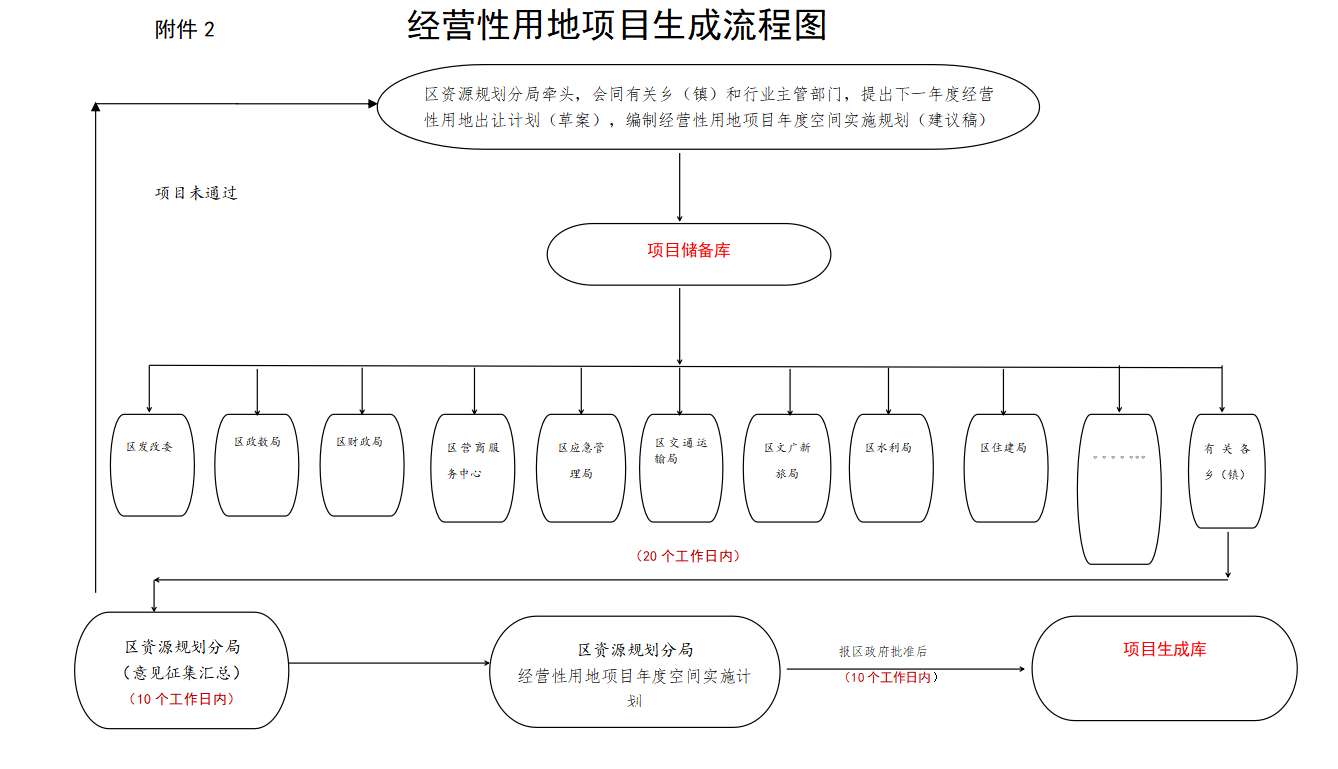 附件 2
经营性用地项目生成流程图
区资源规划分局牵头，会同有关乡（镇）和行业主管部门，提出下一年度经营
性用地出让计划（草案），编制经营性用地项目年度空间实施规划（建议稿）
项目未通过
项目储备库
区发改委
区政数局
区财政局
区营商服
务中心
区应急管
理局
区交通运
输局
区文广新
旅局
区水利局
区住建局
。。。。。。。
有关各
乡（镇）
（20 个工作日内）
区资源规划分局
（意见征集汇总）
（10 个工作日内）
区资源规划分局
经营性用地项目年度空间实施计
划
报区政府批准后
（10 个工作日内）
项目生成库